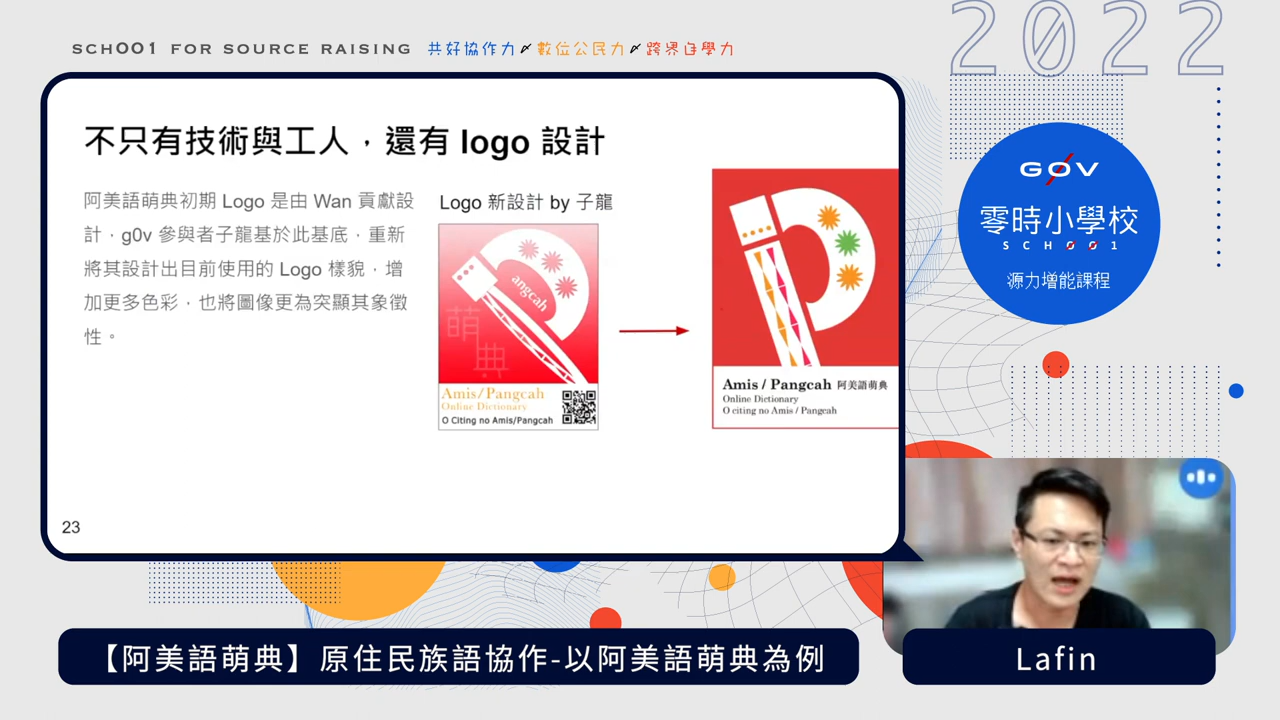 SCH001 FOR SOURCE RAISING 共好協作力 數位公民力 跨界自學力
2022
不只有技術與工人，還有 logo 設計
阿美語萌典初期 Logo 是由 Wan 貢獻設
計，g0v 參與者子龍基於此基底，重新
將其設計出目前使用的 Logo 樣貌，增
加更多色彩，也將圖像更為突顯其象徵
性。
Logo 新設計 by 子龍
angcah
萌
典
Amis/Pangcah
Online Dictionary
O Citing no Amis/Pangcah
Amis / Pangcah 阿美語萌典
Online Dictionary
O citing no Amis / Pangcah
23
G0V
零時小學校
SCH001
源力增能課程
【阿美語萌典】原住民族語協作-以阿美語萌典為例
Lafin